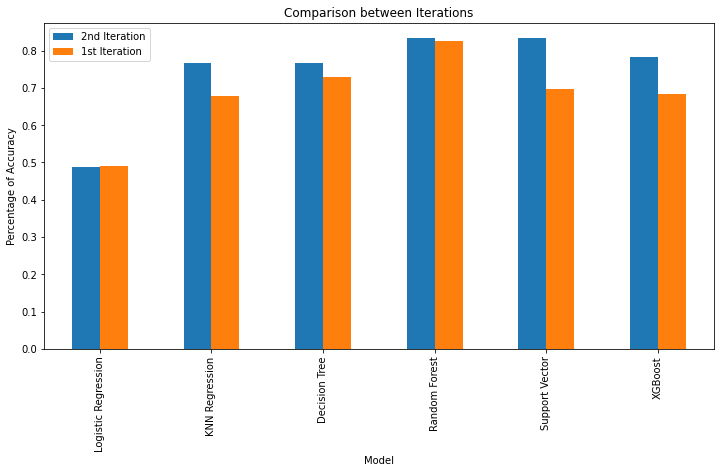 Comparison between Iterations
2nd Iteration
1st Iteration
Percentage of Accuracy
0.8
0.7
0.6
0.5
0.4
0.3
0.2
0.1
0.0
Logistic Regression
KNN Regression
Decision Tree
Random Forest
Support Vector
XGBoost
Model